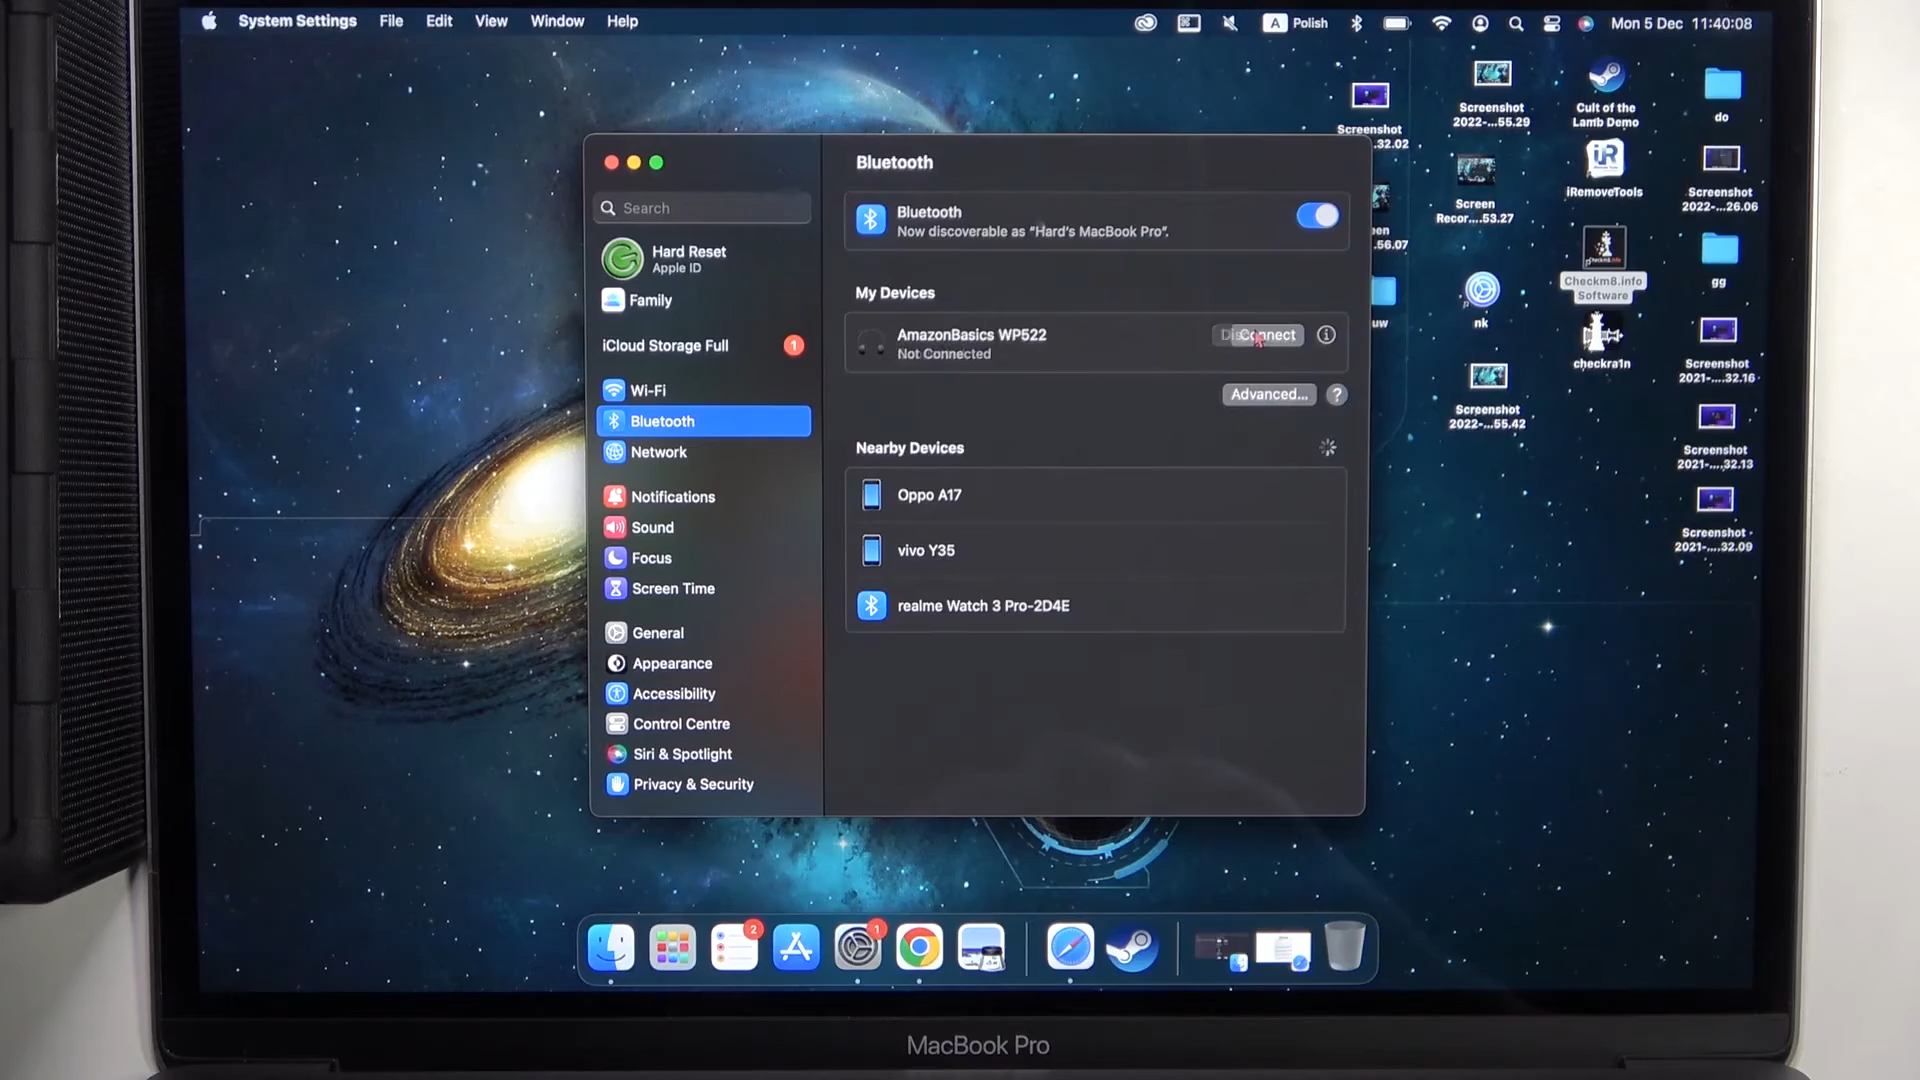 System Settings File Edit View Window Help
A Polish Mon 5 Dec 11:40:08
Bluetooth
Search
Bluetooth
Now discoverable as “Hard’s MacBook Pro”.
Hard Reset
Apple ID
Family
iCloud Storage Full 1
Wi-Fi
Bluetooth
Network
Notifications
Sound
Focus
Screen Time
General
Appearance
Accessibility
Control Centre
Siri & Spotlight
Privacy & Security
My Devices
AmazonBasics WP522
Not Connected
Connect
Advanced... ?
Nearby Devices
Oppo A17
vivo Y35
realme Watch 3 Pro-2D4E
Screenshot
.32.02
56.07
uw
Screenshot
2022-...55.29
Screen
Recor...53.27
nk
Screenshot
2022-...55.42
Cult of the
Lamb Demo
iR
iRemoveTools
Checkm8.info
Software
checkra1n
do
Screenshot
2022-...26.06
gg
Screenshot
2021-....32.16
Screenshot
2021-....32.13
Screenshot
2021-....32.09
2
1
MacBook Pro